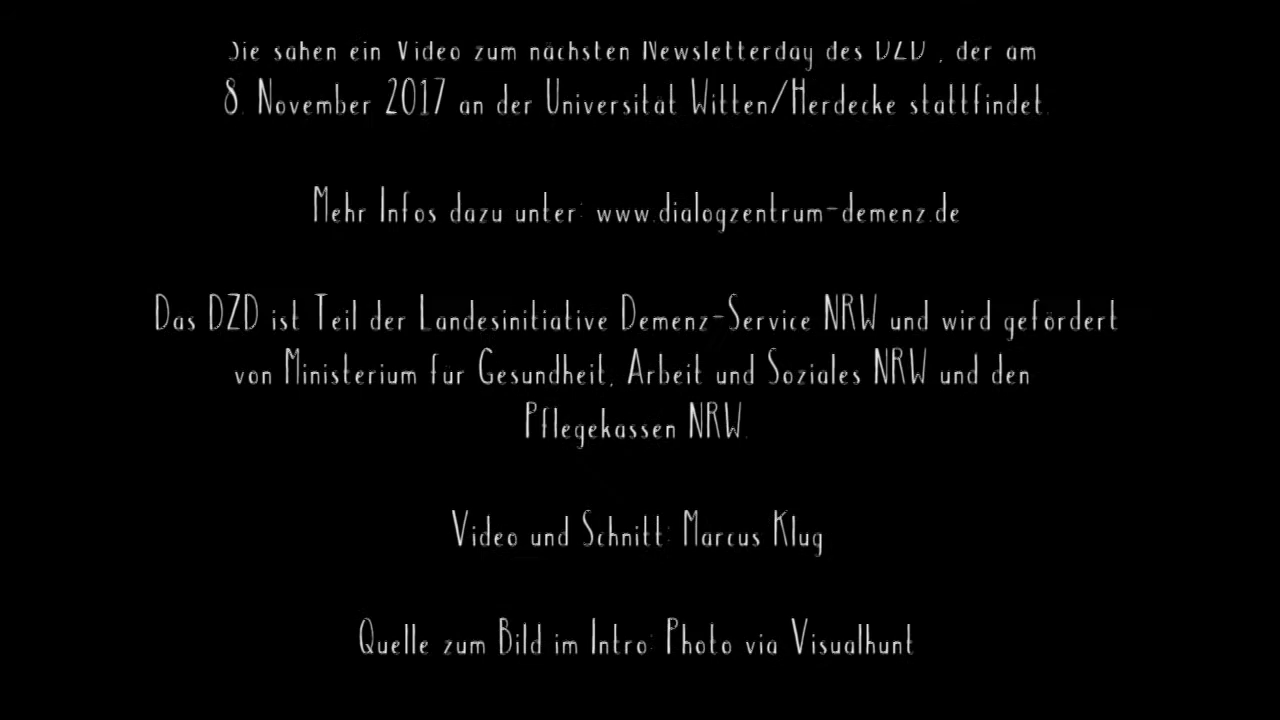 Sie sahen ein Video zum nächsten Newsletterday des DZD , der am
8. November 2017 an der Universität Witten/Herdecke stattfindet.
Mehr Infos dazu unter: www.dialogzentrum-demenz.de
Das DZD ist Teil der Landesinitiative Demenz-Service NRW und wird gefördert
von Ministerium für Gesundheit, Arbeit und Soziales NRW und den
Pflegekassen NRW.
Video und Schnitt: Marcus Klug
Quelle zum Bild im Intro: Photo via Visualhunt